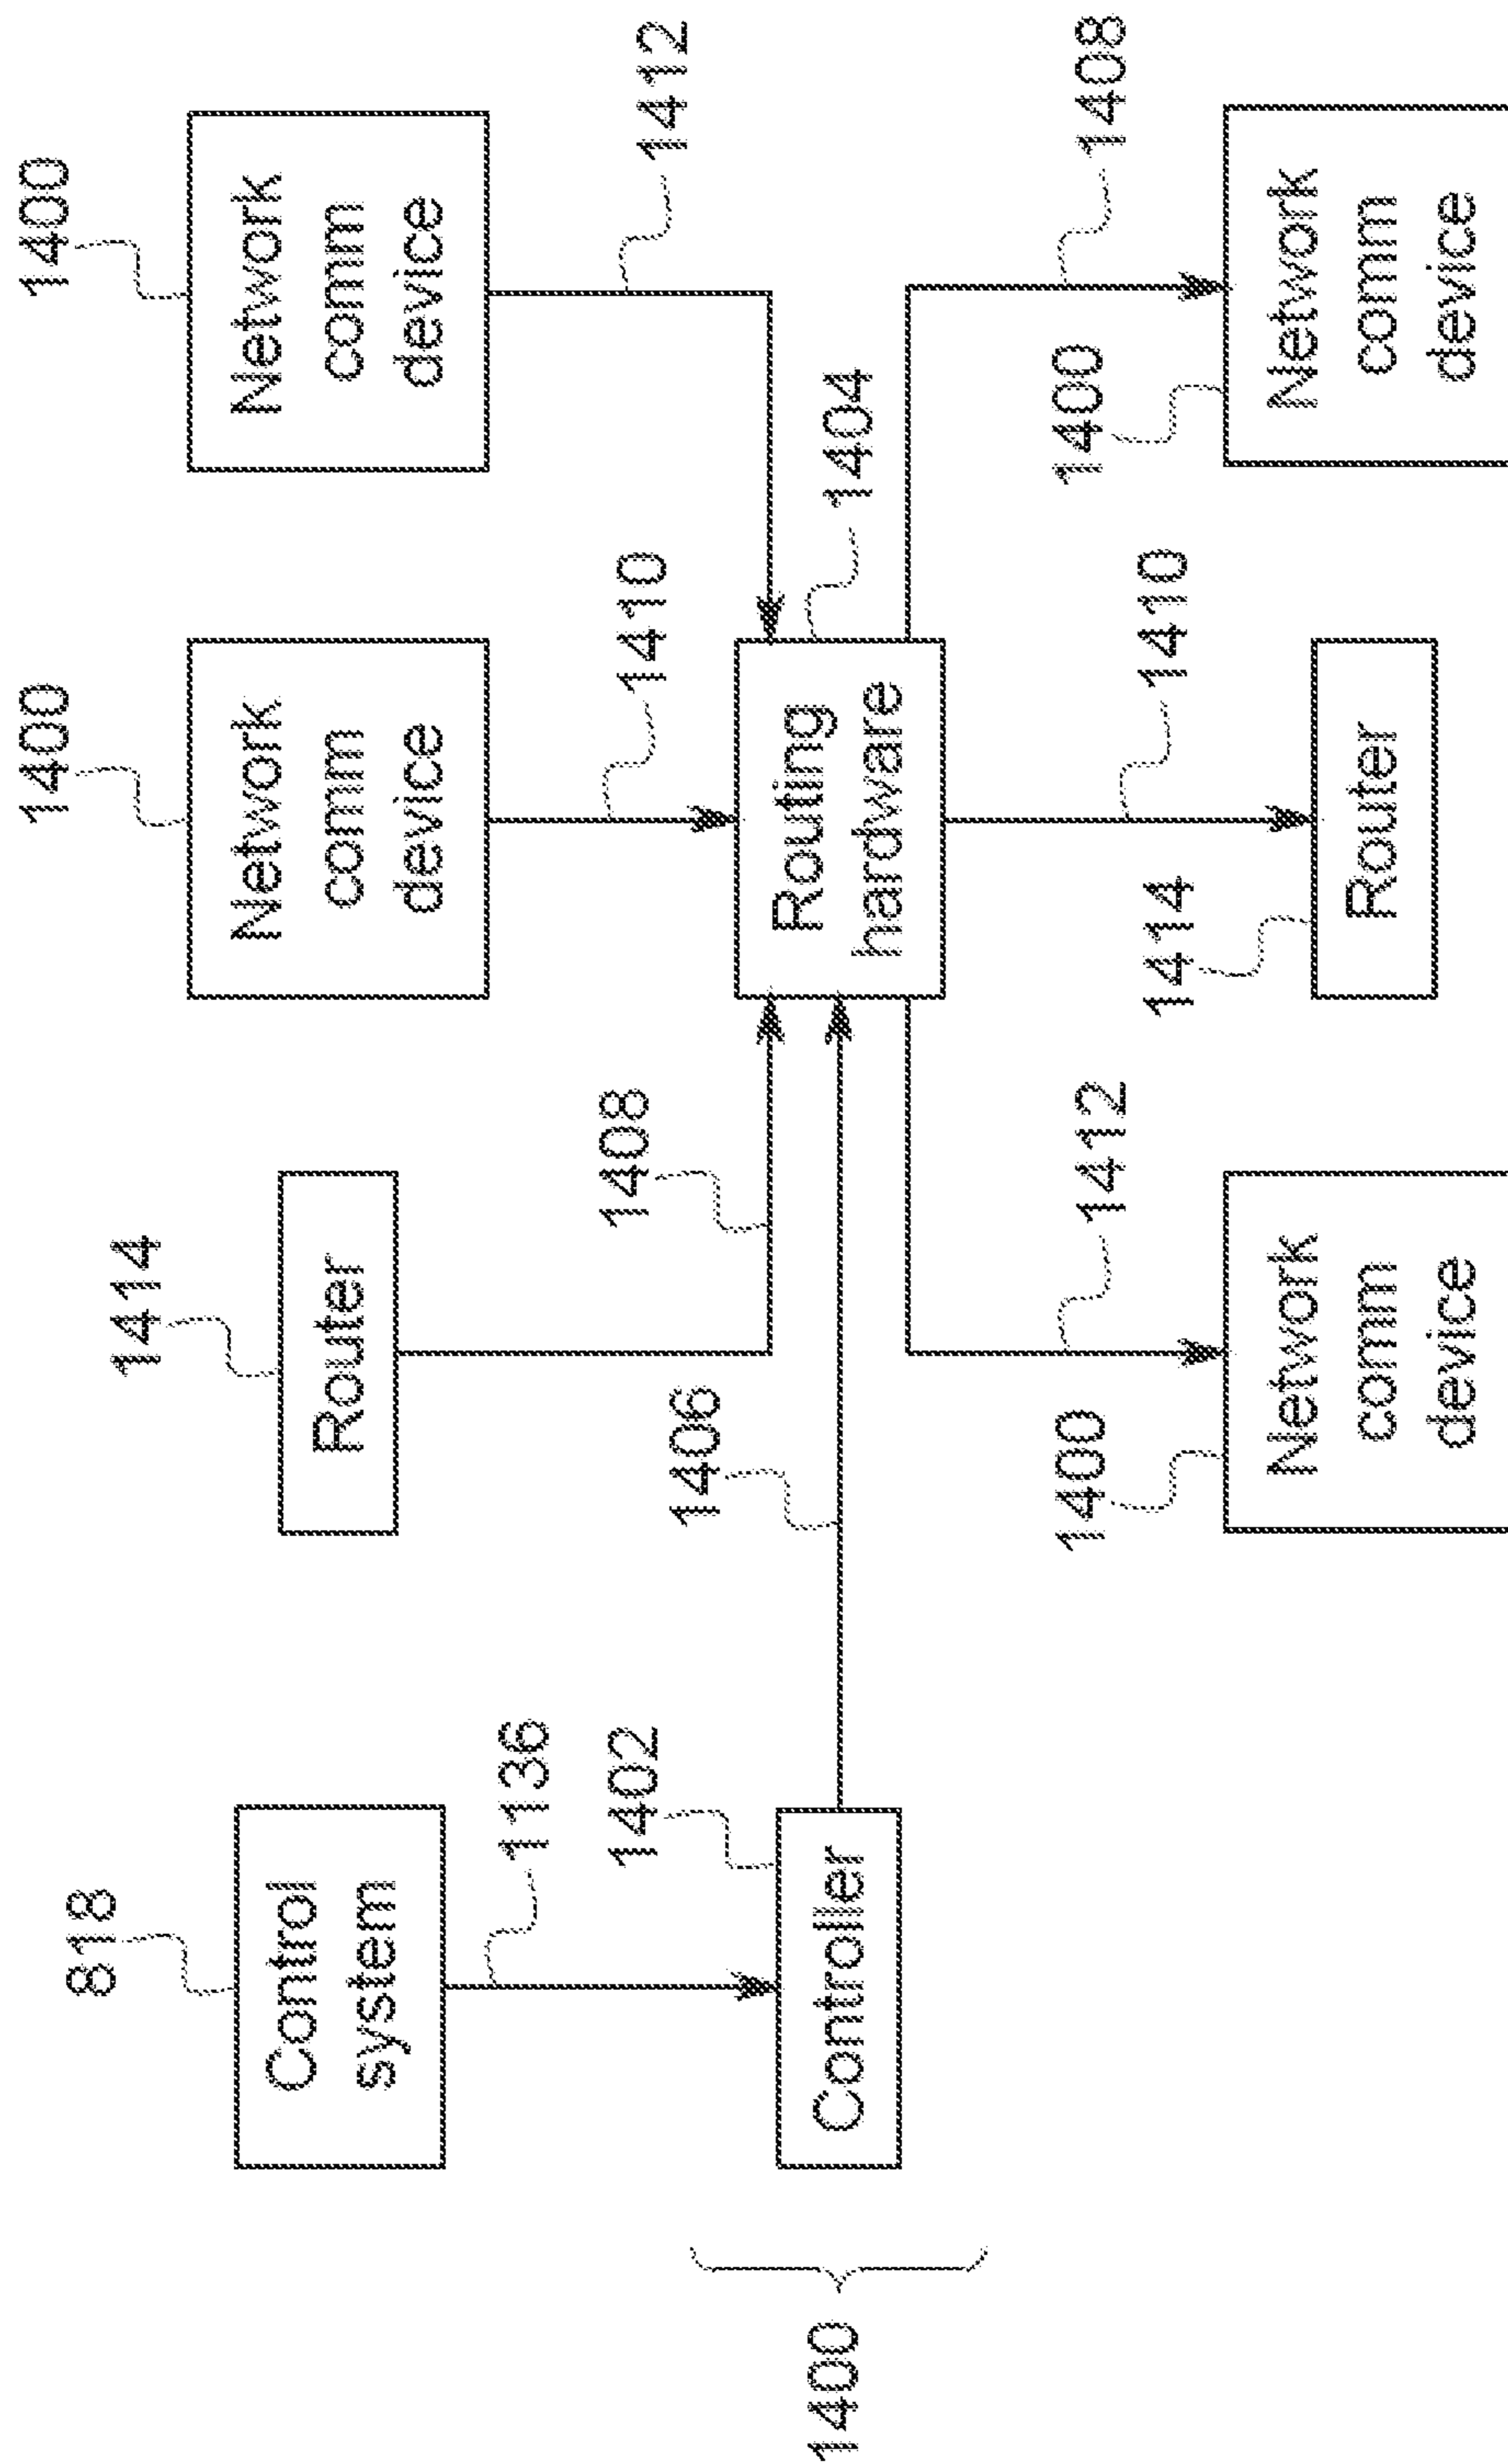 818
1414
1400
1400
Control
system
Router
Network
comm
device
Network
comm
device
1136
1408
1410
1412
1402
1406
1404
1400
Controller
Routing
hardware
1400
1412
1414
1410
1400
1408
Network
comm
device
Router
Network
comm
device